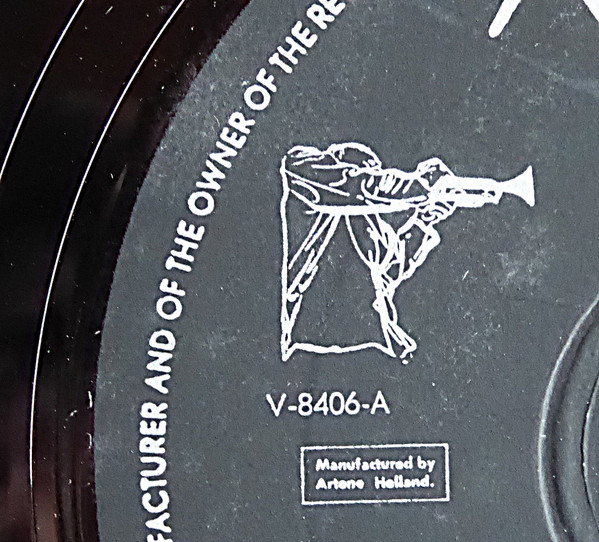 FACTURER AND OF THE OWNER OF THE RE
V-8406-A
Manufactured by
Artone Holland.